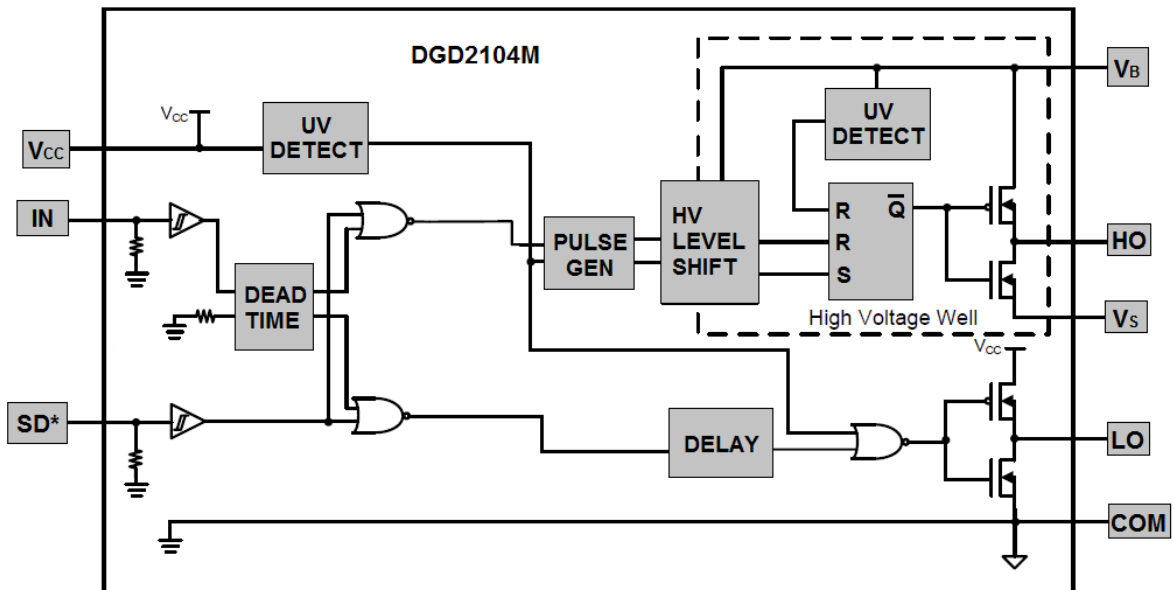 DGD2104M
VB
VCC
UV
DETECT
UV
DETECT
VCC
IN
HV
LEVEL
SHIFT
R
Q̅
R
S
PULSE
GEN
HO
DEAD
TIME
High Voltage Well
VS
VCC
SD*
DELAY
LO
COM